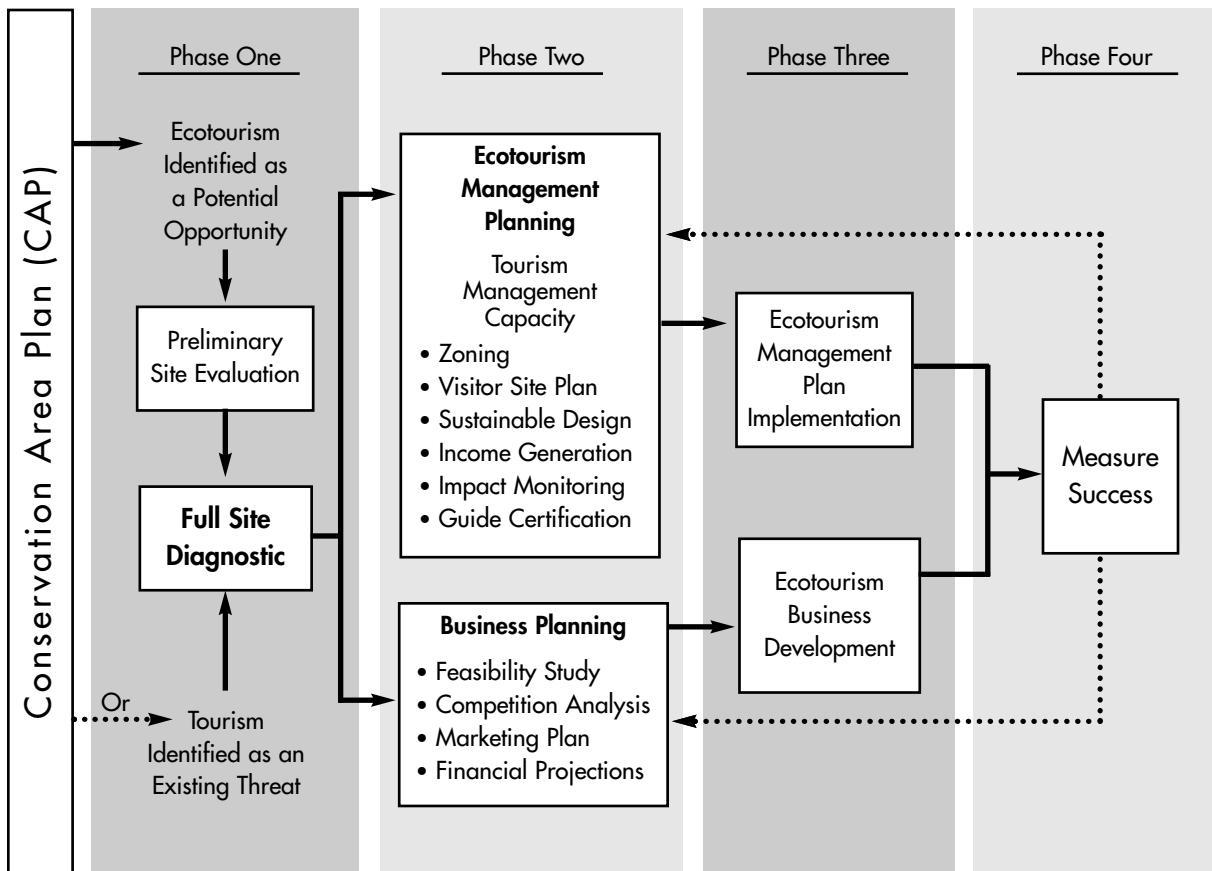 Conservation Area Plan (CAP)
Phase One
Ecotourism
Identified as
a Potential
Opportunity
Preliminary
Site Evaluation
Full Site
Diagnostic
Or
Tourism
Identified as an
Existing Threat
Phase Two
Ecotourism
Management
Planning
Tourism
Management
Capacity
• Zoning
• Visitor Site Plan
• Sustainable Design
• Income Generation
• Impact Monitoring
• Guide Certification
Business Planning
• Feasibility Study
• Competition Analysis
• Marketing Plan
• Financial Projections
Phase Three
Ecotourism
Management
Plan
Implementation
Ecotourism
Business
Development
Phase Four
Measure
Success